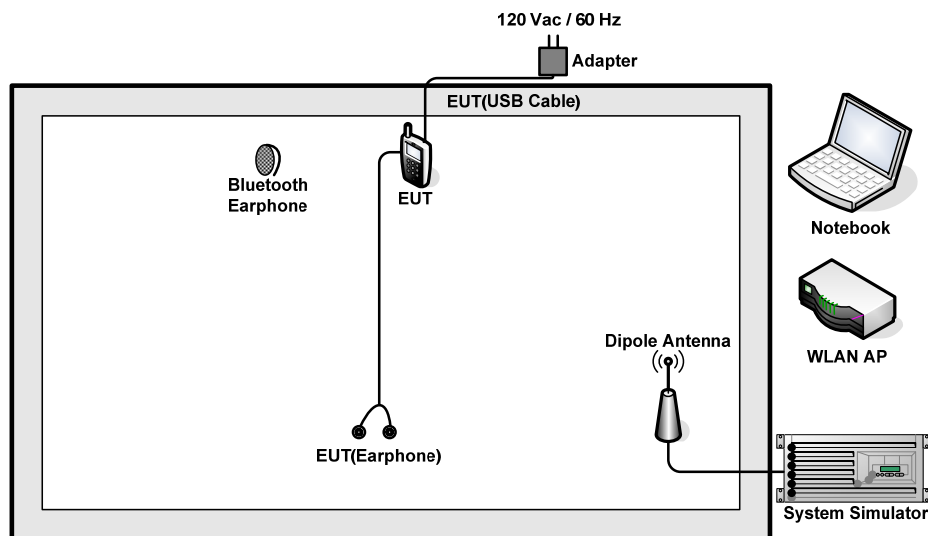 120 Vac / 60 Hz
Adapter
EUT(USB Cable)
Bluetooth
Earphone
EUT
Notebook
WLAN AP
Dipole Antenna
EUT(Earphone)
System Simulator